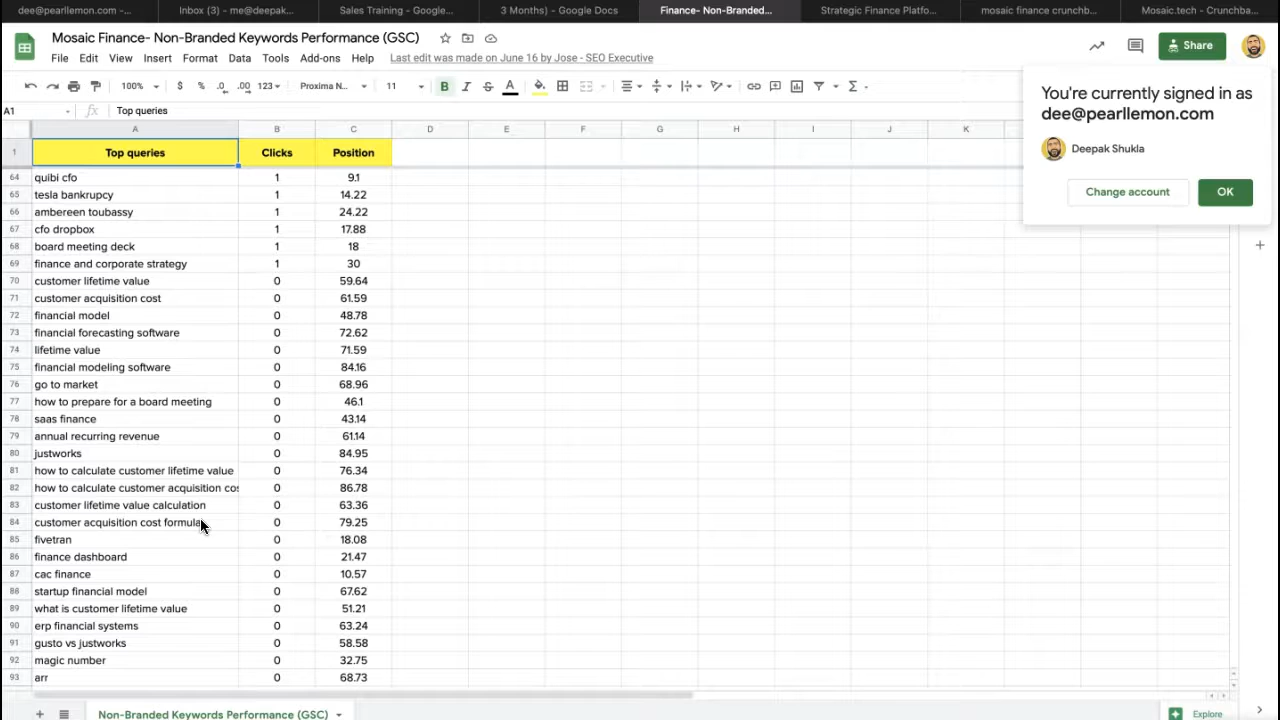 dee@pearllemon.com -...
Inbox (3) - me@deepak...
Sales Training - Google...
3 Months) - Google Docs
Finance- Non-Branded...
Strategic Finance Platfo...
mosaic finance crunchb...
Mosaic.tech - Crunchba...
Mosaic Finance- Non-Branded Keywords Performance (GSC)
Share
File Edit View Insert Format Data Tools Add-ons Help Last edit was made on June 16 by Jose - SEO Executive
100% $ % .0 .00 123 Proxima N... 11 B I S A
You're currently signed in as
dee@pearllemon.com
Deepak Shukla
Change account
OK
A1 fx Top queries
A B C D E F G H I J K
1 Top queries Clicks Position
64 quibi cfo 1 9.1
65 tesla bankrupcy 1 14.22
66 ambereen toubassy 1 24.22
67 cfo dropbox 1 17.88
68 board meeting deck 1 18
69 finance and corporate strategy 1 30
70 customer lifetime value 0 59.64
71 customer acquisition cost 0 61.59
72 financial model 0 48.78
73 financial forecasting software 0 72.62
74 lifetime value 0 71.59
75 financial modeling software 0 84.16
76 go to market 0 68.96
77 how to prepare for a board meeting 0 46.1
78 saas finance 0 43.14
79 annual recurring revenue 0 61.14
80 justworks 0 84.95
81 how to calculate customer lifetime value 0 76.34
82 how to calculate customer acquisition cos 0 86.78
83 customer lifetime value calculation 0 63.36
84 customer acquisition cost formula 0 79.25
85 fivetran 0 18.08
86 finance dashboard 0 21.47
87 cac finance 0 10.57
88 startup financial model 0 67.62
89 what is customer lifetime value 0 51.21
90 erp financial systems 0 63.24
91 gusto vs justworks 0 58.58
92 magic number 0 32.75
93 arr 0 68.73
Non-Branded Keywords Performance (GSC)
Explore